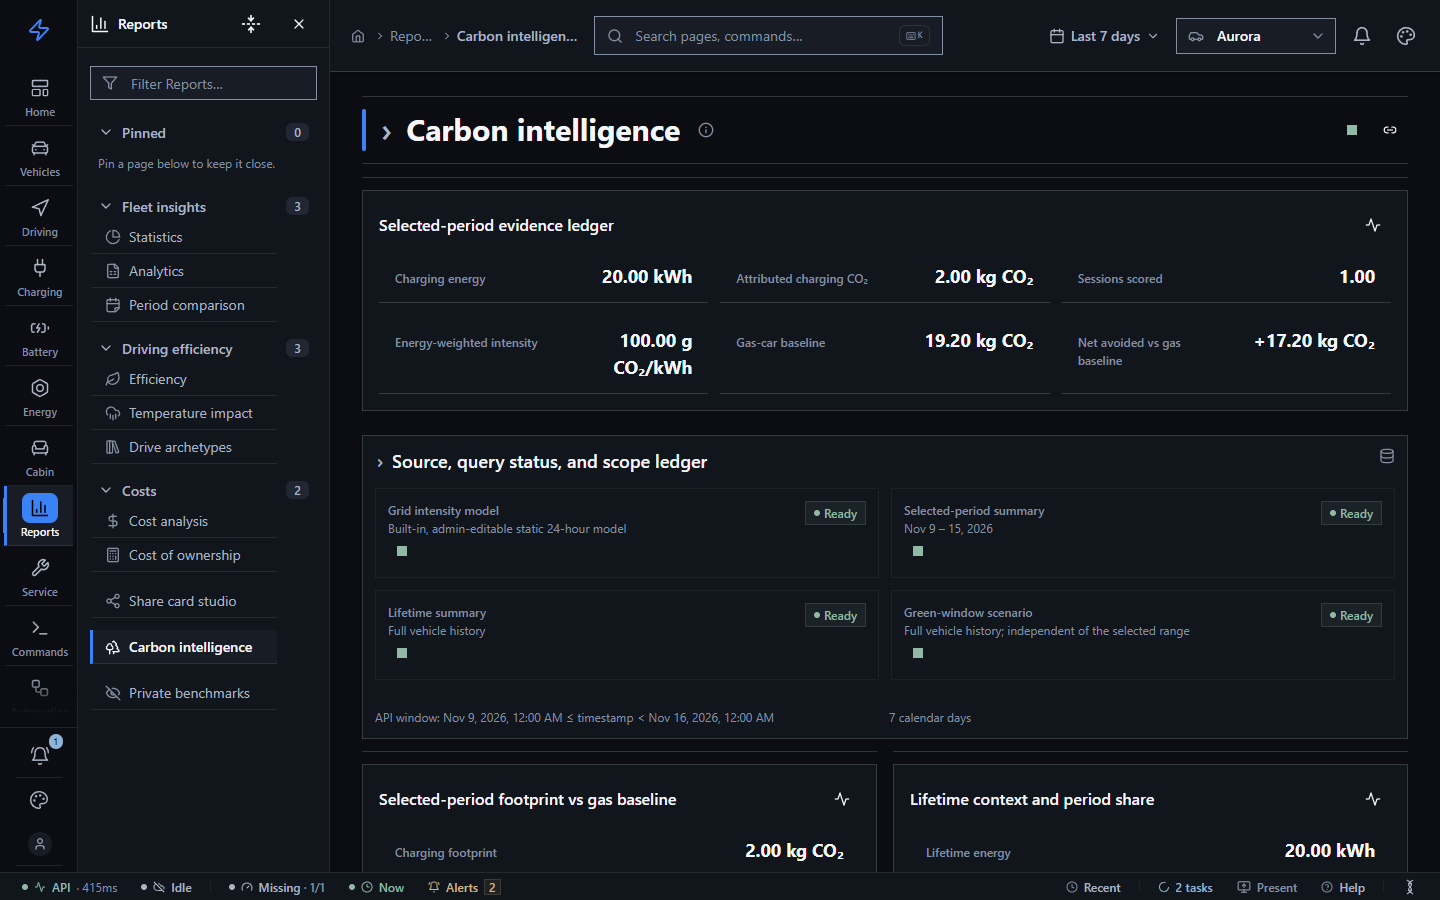 Home
Vehicles
Driving
Charging
Battery
Energy
Cabin
Reports
Service
Commands
1
Reports
Filter Reports...
Pinned 0
Pin a page below to keep it close.
Fleet insights 3
Statistics
Analytics
Period comparison
Driving efficiency 3
Efficiency
Temperature impact
Drive archetypes
Costs 2
Cost analysis
Cost of ownership
Share card studio
Carbon intelligence
Private benchmarks
Repo... Carbon intelligen...
Search pages, commands... K
Last 7 days
Aurora
Carbon intelligence
Selected-period evidence ledger
Charging energy 20.00 kWh
Attributed charging CO₂ 2.00 kg CO₂
Sessions scored 1.00
Energy-weighted intensity 100.00 g CO₂/kWh
Gas-car baseline 19.20 kg CO₂
Net avoided vs gas baseline +17.20 kg CO₂
Source, query status, and scope ledger
Grid intensity model Ready
Built-in, admin-editable static 24-hour model
Selected-period summary Ready
Nov 9 – 15, 2026
Lifetime summary Ready
Full vehicle history
Green-window scenario Ready
Full vehicle history; independent of the selected range
API window: Nov 9, 2026, 12:00 AM ≤ timestamp < Nov 16, 2026, 12:00 AM
7 calendar days
Selected-period footprint vs gas baseline
Charging footprint 2.00 kg CO₂
Lifetime context and period share
Lifetime energy 20.00 kWh
API · 415ms
Idle
Missing · 1/1
Now
Alerts 2
Recent
2 tasks
Present
Help